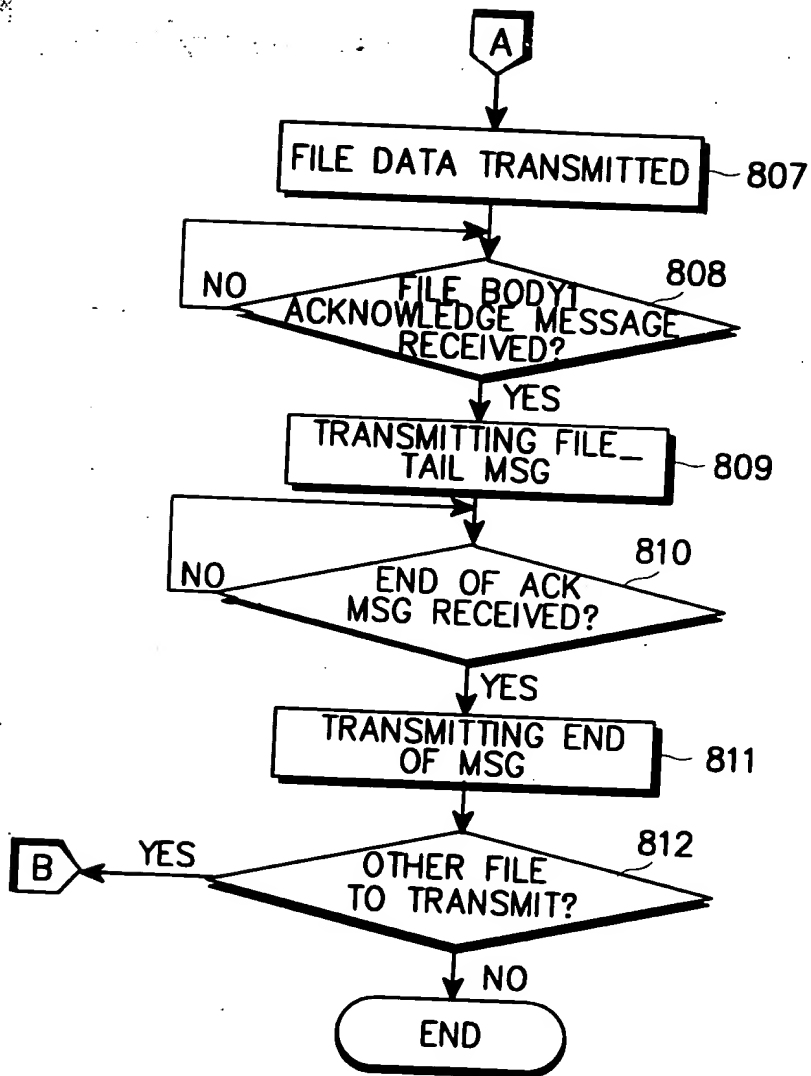 A
FILE DATA TRANSMITTED
807
NO
808
FILE BODY1
ACKNOWLEDGE MESSAGE
RECEIVED?
YES
TRANSMITTING FILE_
TAIL MSG
809
NO
810
END OF ACK
MSG RECEIVED?
YES
TRANSMITTING END
OF MSG
811
B
YES
812
OTHER FILE
TO TRANSMIT?
NO
END